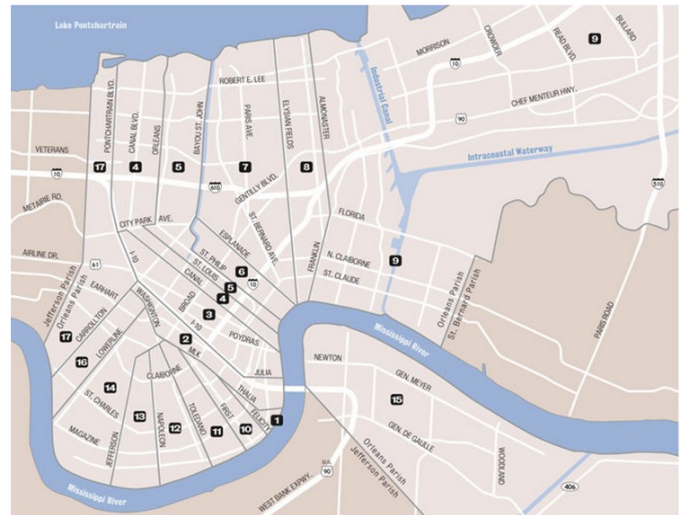 Lake Pontchartrain
MORRISON
CROWDER
READ BLVD.
BULLARD
9
10
CHEF MENTEUR HWY.
90
ROBERT E. LEE
Industrial Canal
PONTCHARTRAIN BLVD.
CANAL BLVD.
ORLEANS
BAYOU ST. JOHN
PARIS AVE.
ELYSIAN FIELDS
ALMONASTER
VETERANS
10
17
4
5
7
8
610
GENTILLY BLVD.
Intracoastal Waterway
510
METAIRIE RD.
CITY PARK AVE.
ST. BERNARD AVE.
FLORIDA
AIRLINE DR.
61
I-10
ESPLANADE
ST. PHILIP
ST. LOUIS
CANAL
BROAD
6
10
5
4
3
FRANKLIN
N. CLAIBORNE
ST. CLAUDE
9
Jefferson Parish
Orleans Parish
Orleans Parish
St. Bernard Parish
PARIS ROAD
EARHART
WASHINGTON
I-10
2
MLK
POYDRAS
Mississippi River
17
CARROLLTON
16
LOWERLINE
CLAIBORNE
JULIA
THALIA
FELICITY
1
NEWTON
GEN. MEYER
15
14
ST. CHARLES
13
12
11
10
MAGAZINE
JEFFERSON
NAPOLEON
TOLEDANO
FIRST
GEN. DE GAULLE
WOODLAND
Orleans Parish
Jefferson Parish
90
WEST BANK EXPWY.
406
Mississippi River